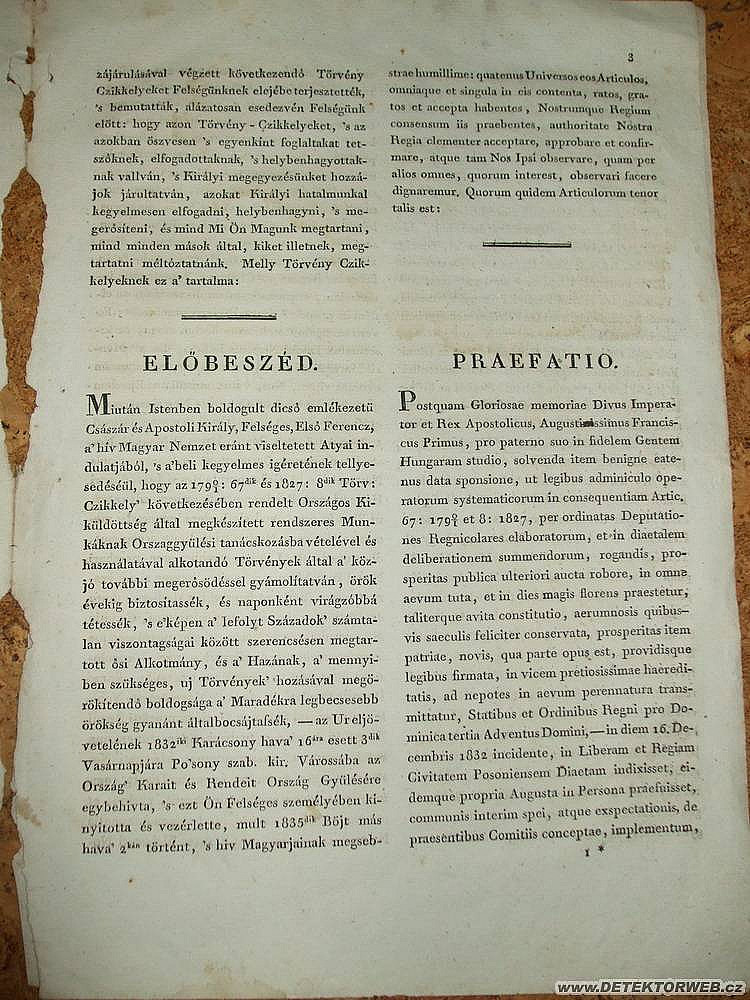 3
zájárulásával végzett következendő Törvény
Czikkelyeket Felségünknek elejébe terjesztették,
's bemutatták, alázatosan esedezvén Felségünk
előtt: hogy azon Törvény-Czikkelyeket, 's az
azokban öszvesen 's egyenkint foglaltakat tet-
szőknek, elfogadottaknak, 's helybenhagyottak-
nak vallván, 's Királyi megegyezésünket hozzá-
jok járultatván, azokat Királyi hatalmunkal
kegyelmesen elfogadni, helybenhagyni, 's me-
gerősíteni, és mind Mi Ön Magunk megtartani,
mind minden mások által, kiket illetnek, meg-
tartatni méltóztatnánk. Melly Törvény Czik-
kelyeknek ez a' tartalma:
ELŐBESZÉD.
Miután Istenben boldogult dicső emlékezetű
Császár és Apostoli Király, Felséges, Első Ferencz,
a' hív Magyar Nemzet eránt viseltetett Atyai in-
dulatjából, 's a'beli kegyelmes igéretének tellye-
sedéséül, hogy az 179 0/1: 67dik és 1827: 8dik Törv:
Czikkely' következésében rendelt Országos Ki-
küldöttség által megkészített rendszeres Mun-
káknak Orszaggyűlési tanácskozásba vételével és
használatával alkotandó Törvények által a' köz-
jó további megerősödéssel gyámolítatván, örök
évekig biztositassék, és naponként virágzóbbá
tétessék, 's e'képen a' lefolyt Századok' számta-
lan viszontagságai között szerencsésen megtar-
tott ősi Alkotmány, és a' Hazának, a' mennyi-
ben szükséges, uj Törvények' hozásával megö-
rökítendő boldogsága a' Maradékra legbecsesebb
örökség gyanánt általbocsájtaſsék, — az Ur eljö-
vetelének 1832iki Karácsony hava' 16ára esett 3dik
Vasárnapjára Po'sony szab. kir. Várossába az
Ország' Karait és Rendeit Ország Gyülésére
egybehívta, 's ezt Ön Felséges személyében ki-
nyitotta és vezérlette, mult 1835dik Böjt más
hava' 2kán történt, 's hív Magyarjainak megseb-
strae humillime: quatenus Universos eos Articulos,
omniaque et singula in eis contenta, ratos, gra-
tos et accepta habentes, Nostrumque Regium
consensum iis praebentes, authoritate Nostra
Regia clementer acceptare, approbare et confir-
mare, atque tam Nos Ipsi observare, quam per
alios omnes, quorum interest, observari facere
dignaremur. Quorum quidem Articulorum tenor
talis est:
PRAEFATIO.
Postquam Gloriosae memoriae Divus Impera-
tor et Rex Apostolicus, Augustissimus Francis-
cus Primus, pro paterno suo in fidelem Gentem
Hungaram studio, solvenda item benigne eate-
nus data sponsione, ut legibus adminiculo ope-
ratorum systematicorum in consequentiam Artic.
67: 179 0/1 et 8: 1827, per ordinatas Deputatio-
nes Regnicolares elaboratorum, et in diaetalem
deliberationem summendorum, rogandis, pro-
speritas publica ulteriori aucta robore, in omne
aevum tuta, et in dies magis florens praestetur,
taliterque avita constitutio, aerumnosis quibus-
vis saeculis feliciter conservata, prosperitas item
patriae, novis, qua parte opus est, providisque
legibus firmata, in vicem pretiosissimae haeredi-
tatis, ad nepotes in aevum perennatura trans-
mittatur, Statibus et Ordinibus Regni pro Do-
minica tertia Adventus Domini,—in diem 16. De-
cembris 1832 incidente, in Liberam et Regiam
Civitatem Posoniensem Diaetam indixisset, ei-
demque propria Augusta in Persona praefuisset,
communis interim spei, atque exspectationis, de
praesentibus Comitiis conceptae, implementum,
1 *
www.DETEKTORWEB.cz